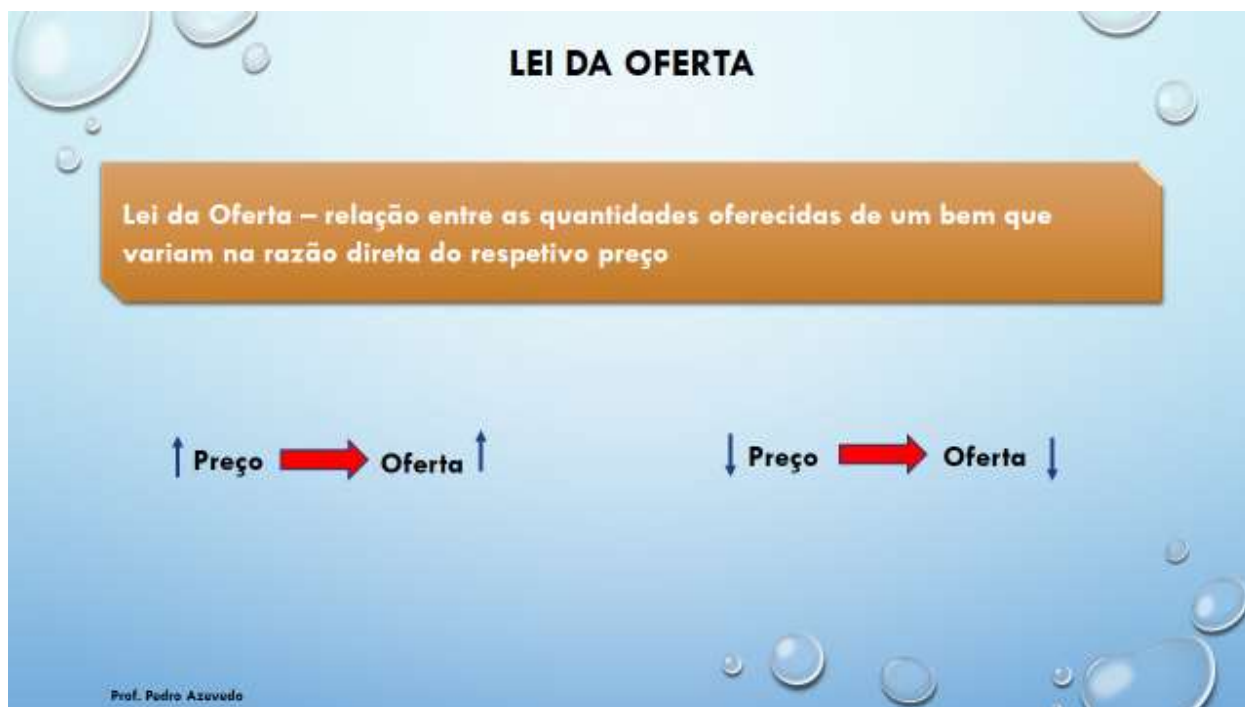 LEI DA OFERTA
Lei da Oferta – relação entre as quantidades oferecidas de um bem que
variam na razão direta do respetivo preço
Preço Oferta
Preço Oferta
Prof. Pedro Azevedo